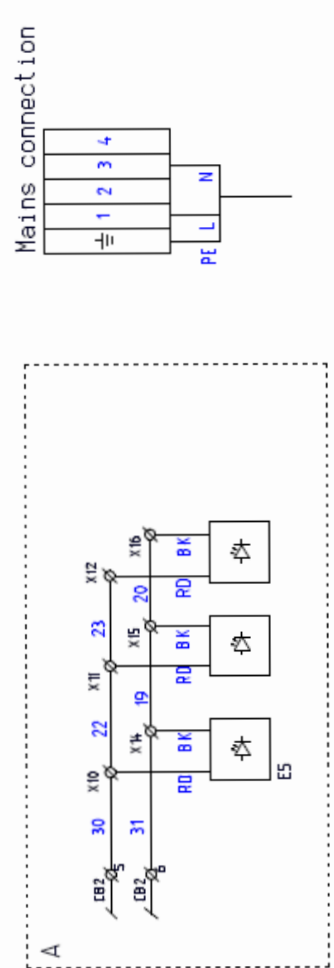 A
CB2 5 30 X10 22 X11 23 X12
CB2 6 31 X14 19 X15 20 X16
RD BK RD BK RD BK
E5
Mains connection
1 2 3 4
PE L N